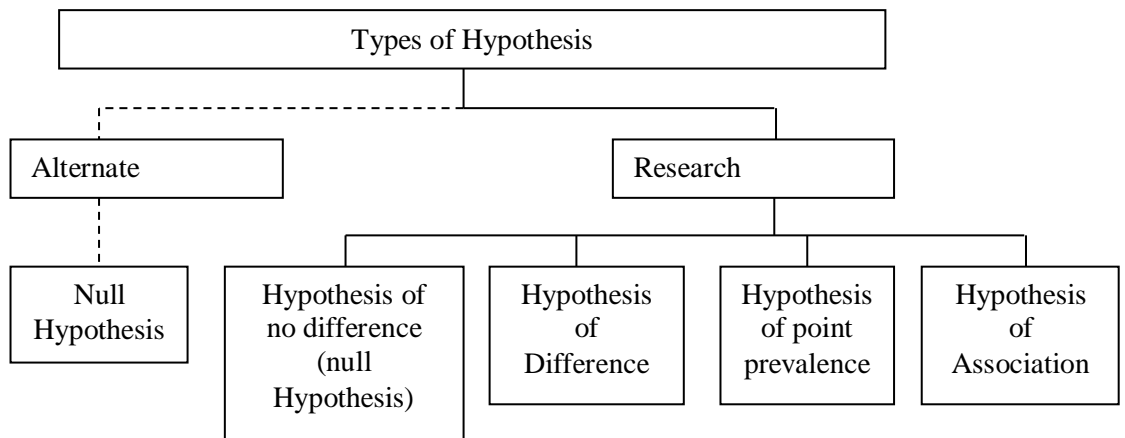 Types of Hypothesis
Alternate
Research
Null
Hypothesis
Hypothesis of
no difference
(null
Hypothesis)
Hypothesis
of
Difference
Hypothesis
of point
prevalence
Hypothesis
of
Association